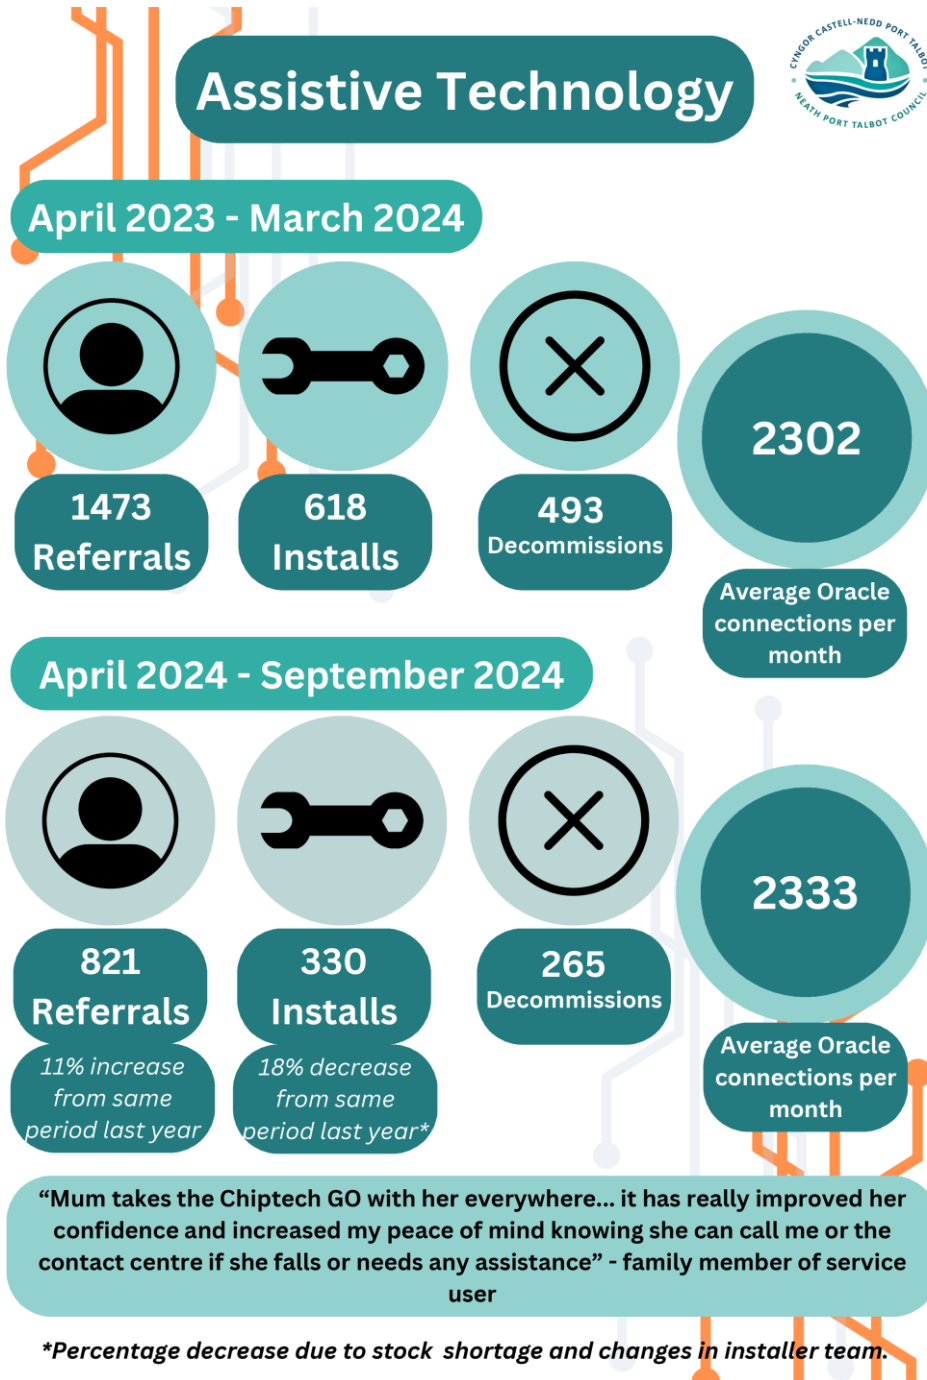 CYNGOR CASTELL-NEDD PORT TALBOT
NEATH PORT TALBOT COUNCIL
Assistive Technology
April 2023 - March 2024
1473
Referrals
618
Installs
493
Decommissions
2302
Average Oracle
connections per
month
April 2024 - September 2024
821
Referrals
11% increase
from same
period last year
330
Installs
18% decrease
from same
period last year*
265
Decommissions
2333
Average Oracle
connections per
month
“Mum takes the Chiptech GO with her everywhere... it has really improved her
confidence and increased my peace of mind knowing she can call me or the
contact centre if she falls or needs any assistance” - family member of service
user
*Percentage decrease due to stock shortage and changes in installer team.